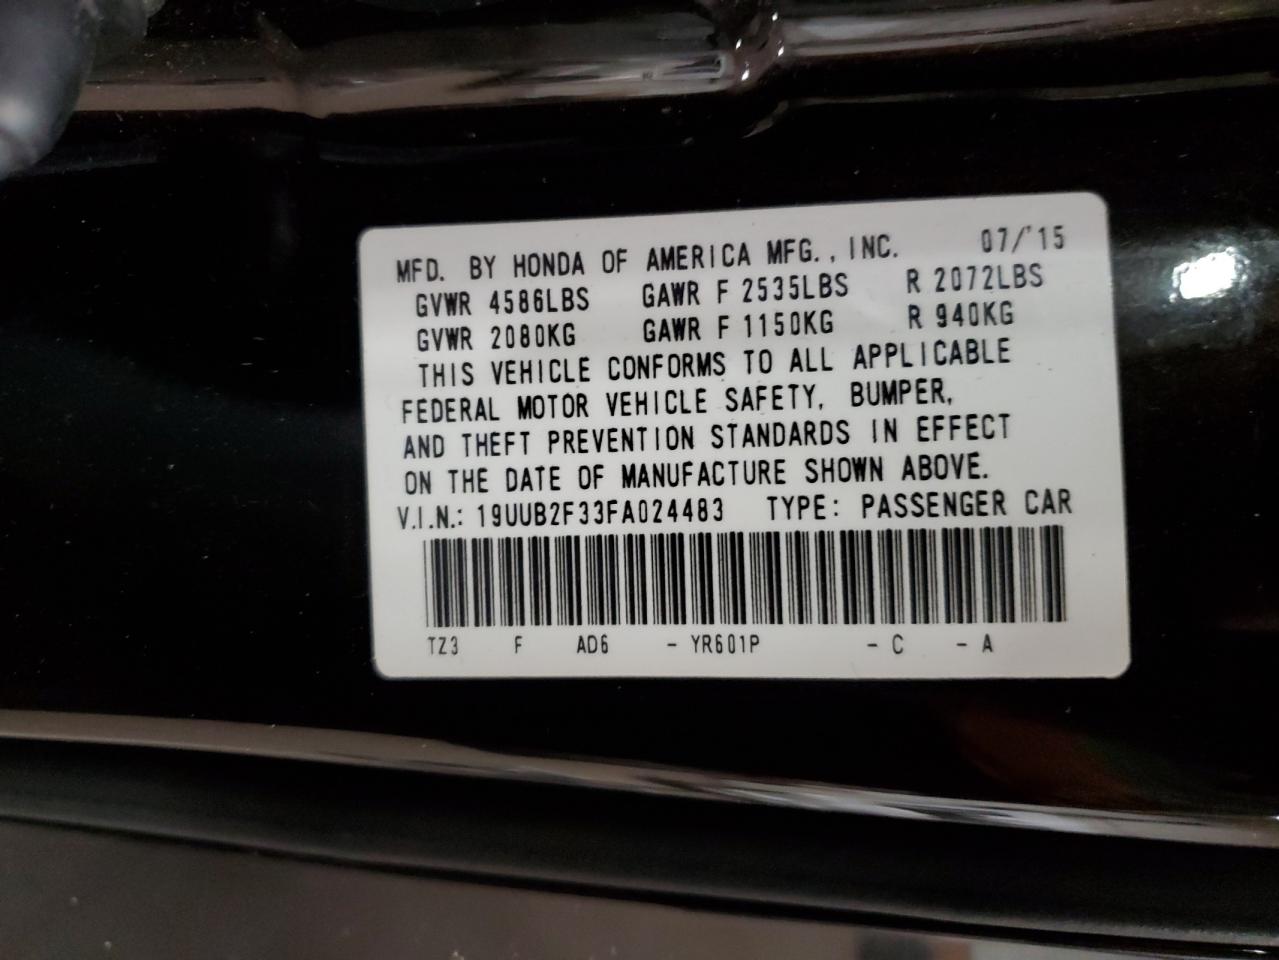 MFD. BY HONDA OF AMERICA MFG., INC. 07/'15
GVWR 4586LBS GAWR F 2535LBS R 2072LBS
GVWR 2080KG GAWR F 1150KG R 940KG
THIS VEHICLE CONFORMS TO ALL APPLICABLE
FEDERAL MOTOR VEHICLE SAFETY, BUMPER,
AND THEFT PREVENTION STANDARDS IN EFFECT
ON THE DATE OF MANUFACTURE SHOWN ABOVE.
V.I.N.: 19UUB2F33FA024483 TYPE: PASSENGER CAR
TZ3 F AD6 - YR601P - C - A